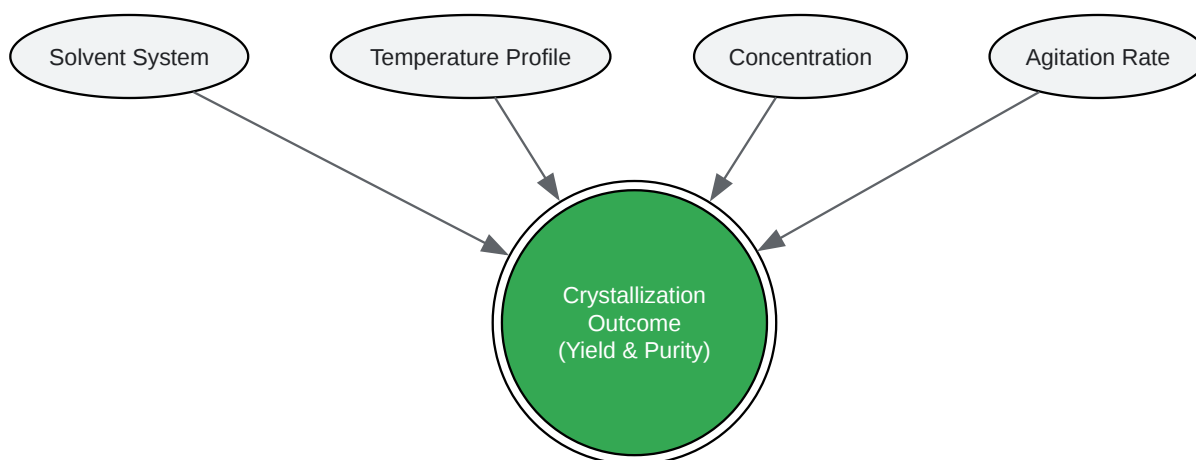 Solvent System
Temperature Profile
Concentration
Agitation Rate
Crystallization
Outcome
(Yield & Purity)